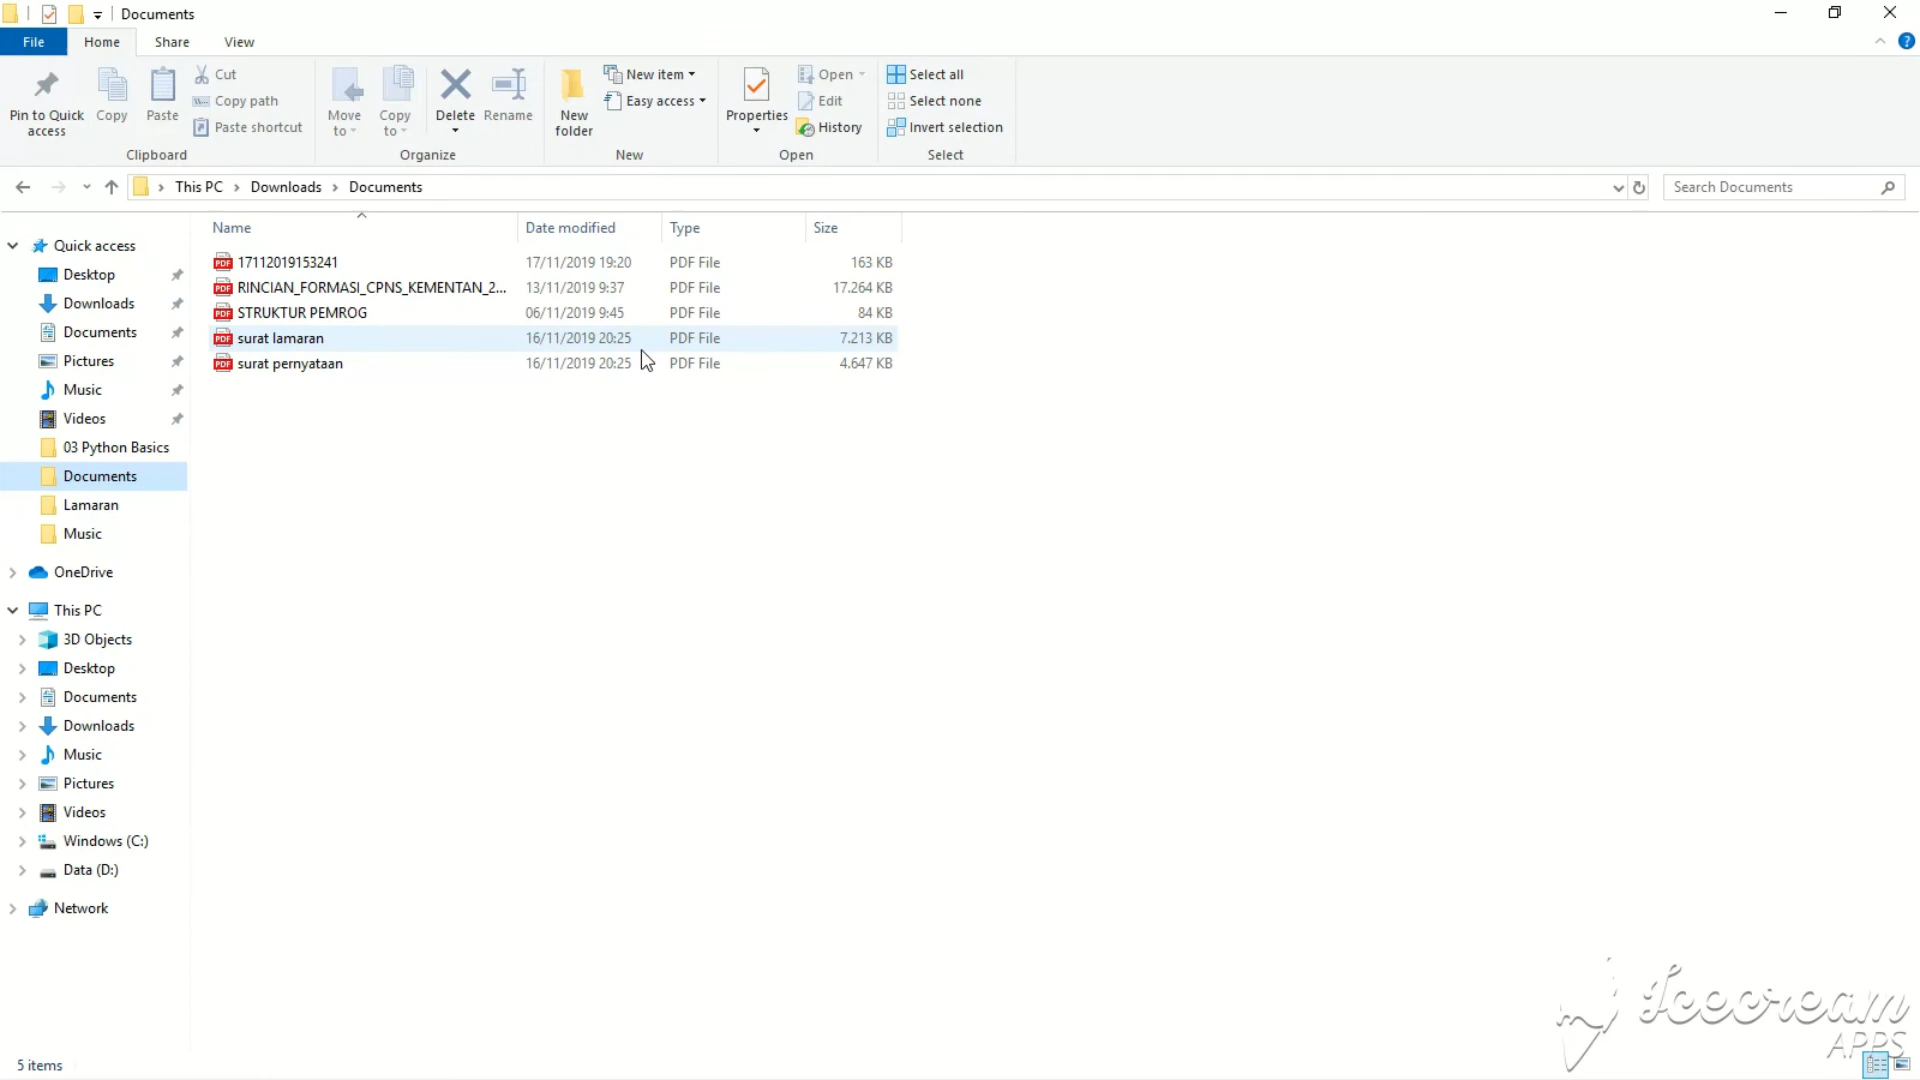 Documents
File Home Share View
Pin to Quick access
Copy
Paste
Cut
Copy path
Paste shortcut
Clipboard
Move to
Copy to
Delete
Rename
Organize
New folder
New item
Easy access
New
Properties
Open
Edit
History
Open
Select all
Select none
Invert selection
Select
This PC › Downloads › Documents
Search Documents
Name Date modified Type Size
17112019153241 17/11/2019 19:20 PDF File 163 KB
RINCIAN_FORMASI_CPNS_KEMENTAN_2... 13/11/2019 9:37 PDF File 17.264 KB
STRUKTUR PEMROG 06/11/2019 9:45 PDF File 84 KB
surat lamaran 16/11/2019 20:25 PDF File 7.213 KB
surat pernyataan 16/11/2019 20:25 PDF File 4.647 KB
Quick access
Desktop
Downloads
Documents
Pictures
Music
Videos
03 Python Basics
Documents
Lamaran
Music
OneDrive
This PC
3D Objects
Desktop
Documents
Downloads
Music
Pictures
Videos
Windows (C:)
Data (D:)
Network
5 items
Icecream
APPS